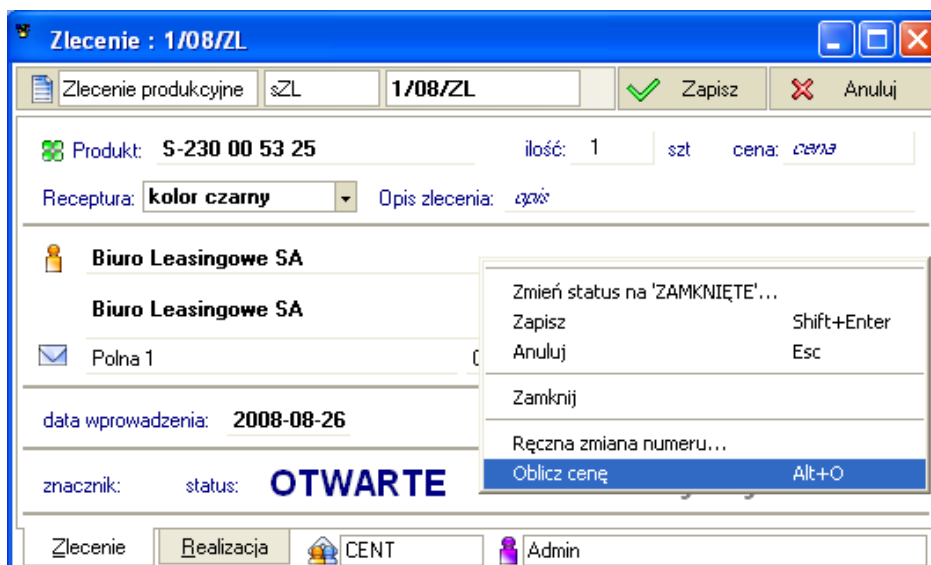 Zlecenie : 1/08/ZL
Zlecenie produkcyjne sZL 1/08/ZL Zapisz Anuluj
Produkt: S-230 00 53 25 ilość: 1 szt cena: cena
Receptura: kolor czarny Opis zlecenia: opis
Biuro Leasingowe SA
Biuro Leasingowe SA
Polna 1
data wprowadzenia: 2008-08-26
znacznik: status: OTWARTE
Zmień status na 'ZAMKNIĘTE'...
Zapisz Shift+Enter
Anuluj Esc
Zamknij
Ręczna zmiana numeru...
Oblicz cenę Alt+O
Zlecenie Realizacja CENT Admin